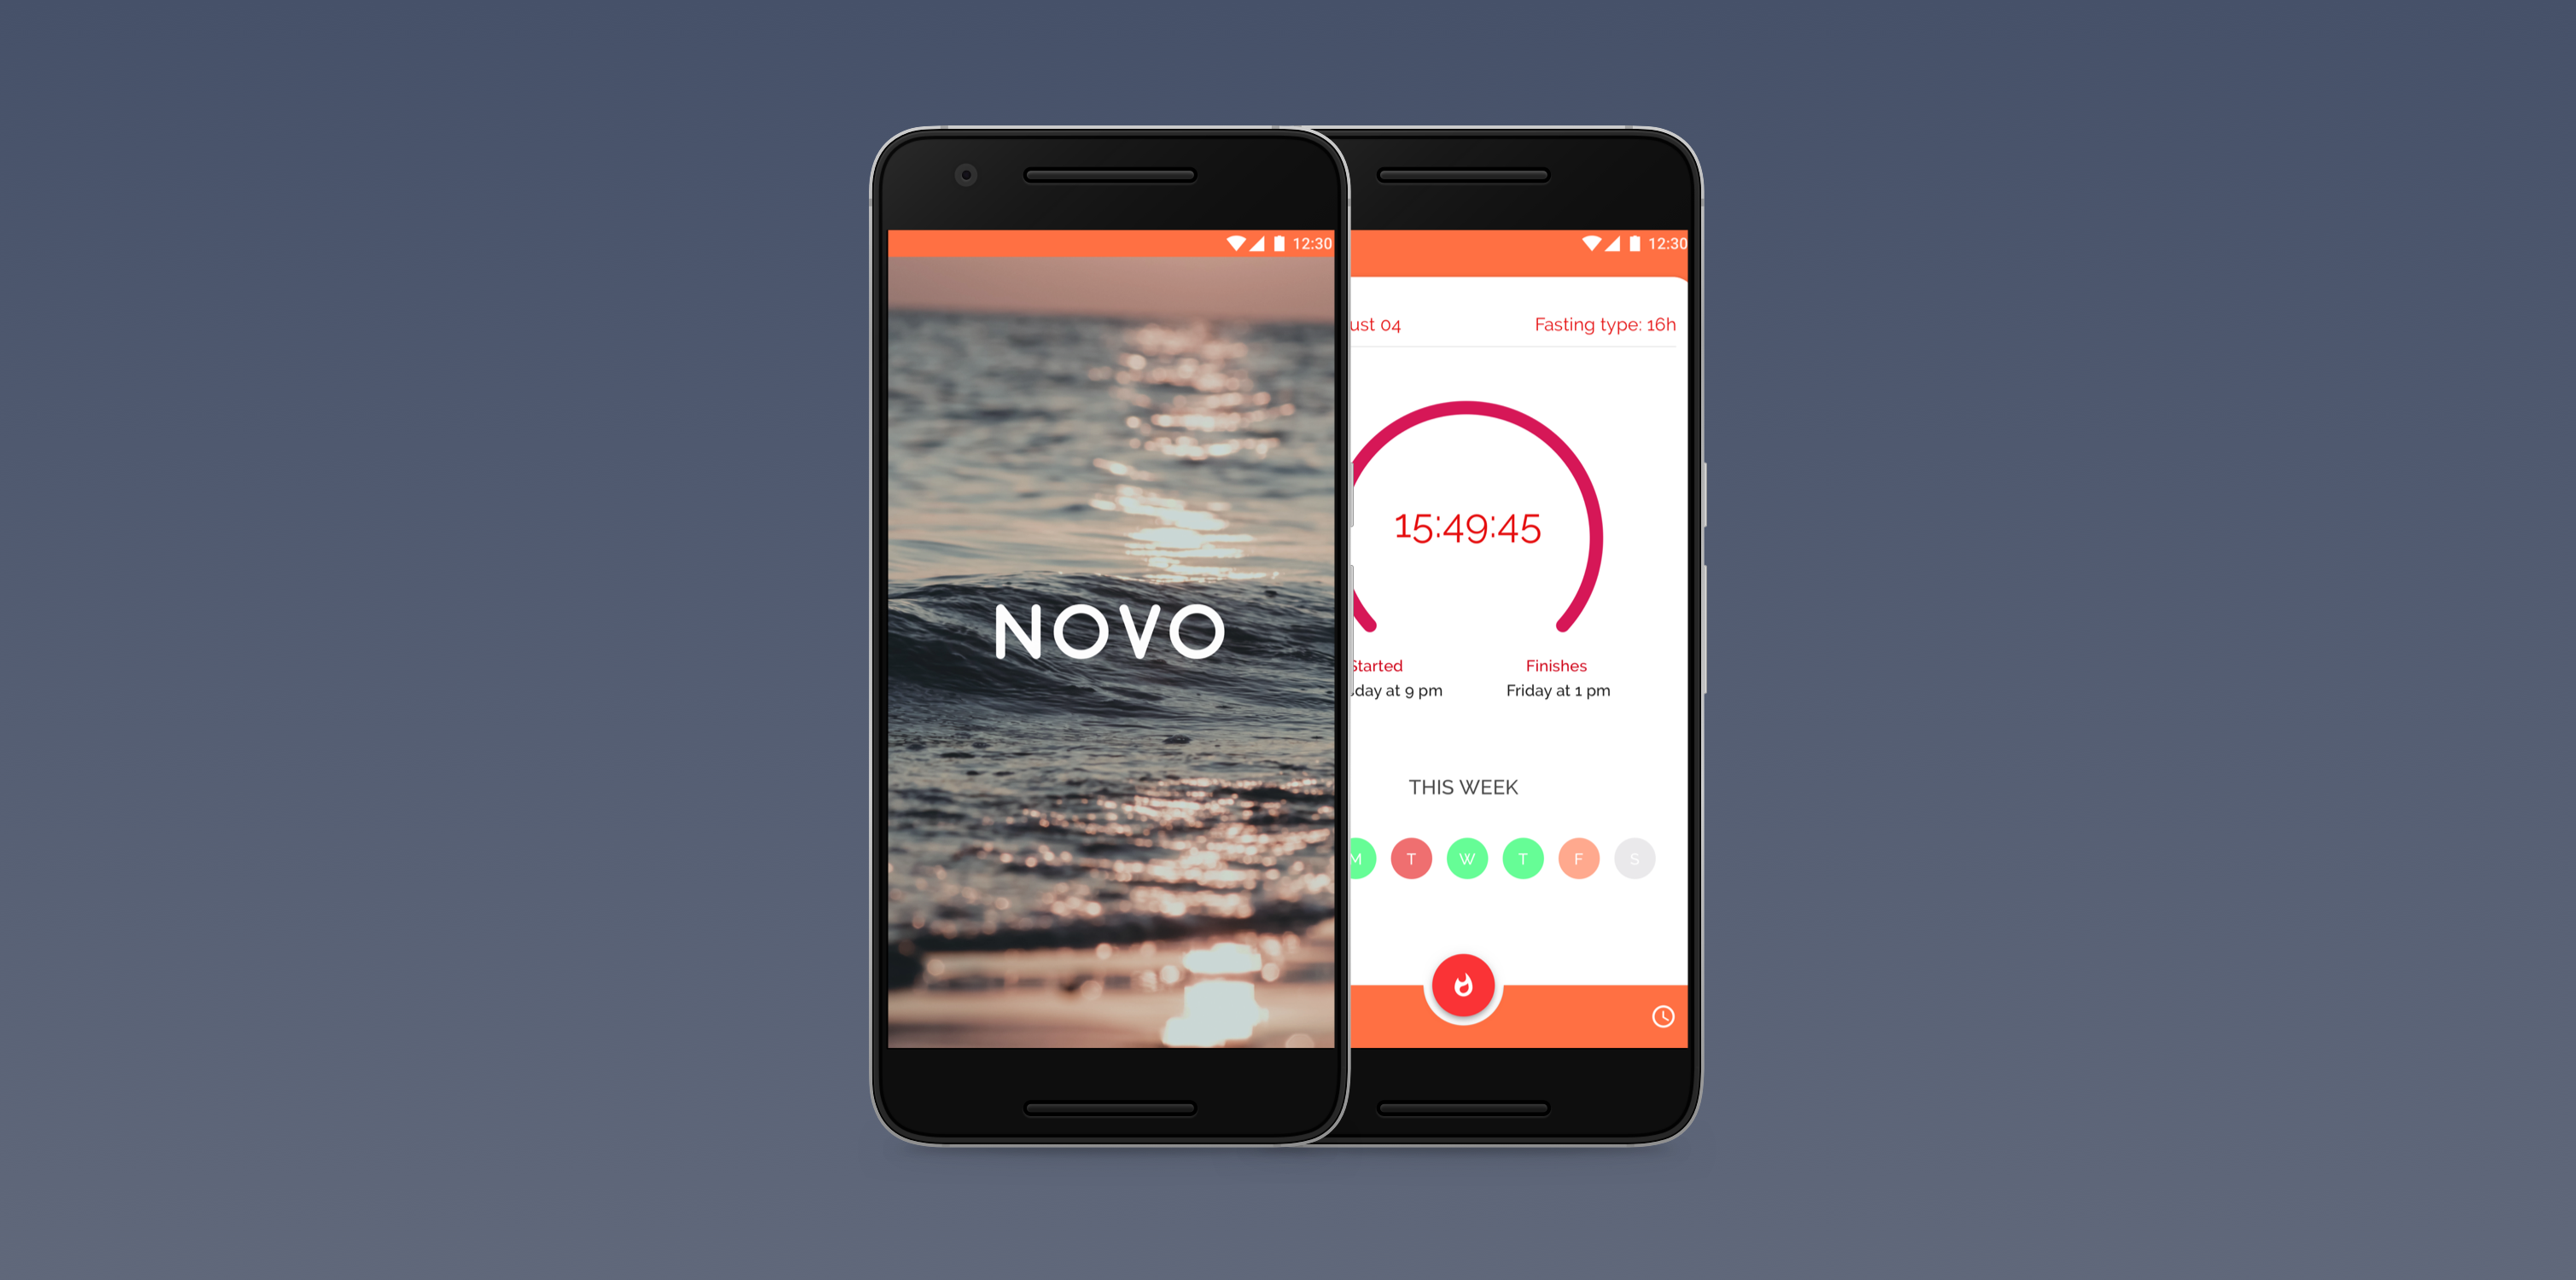 12:30
NOVO
12:30
ust 04
Fasting type: 16h
15:49:45
Started
Finishes
day at 9 pm
Friday at 1 pm
THIS WEEK
M T W T F S